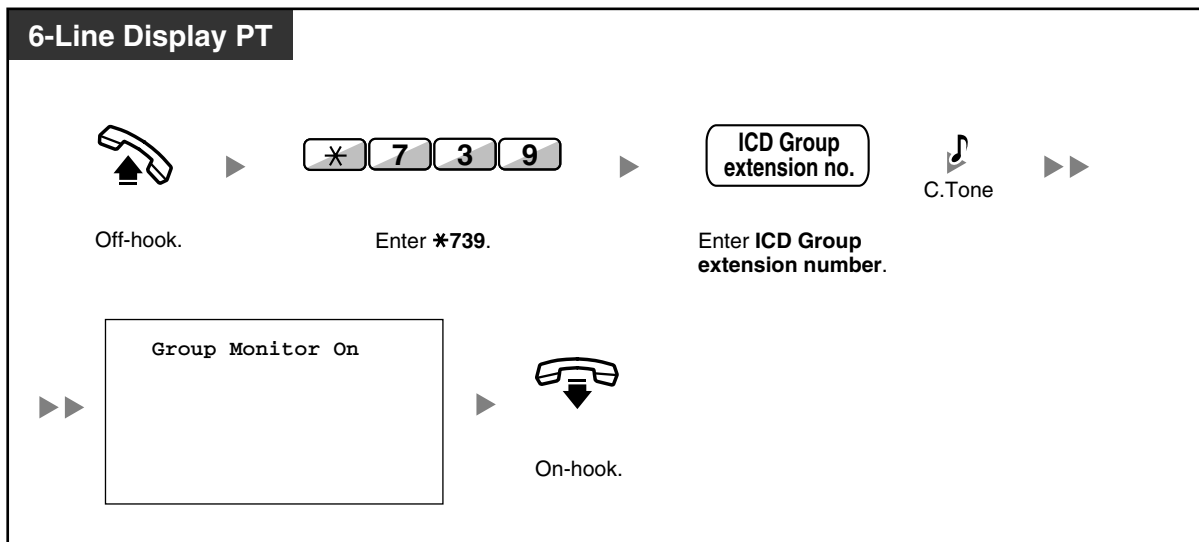 6-Line Display PT
* 7 3 9
ICD Group
extension no.
C.Tone
Off-hook.
Enter *739.
Enter ICD Group
extension number.
Group Monitor On
On-hook.